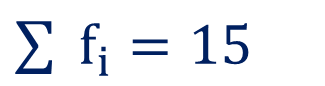 ∑ fᵢ = 15